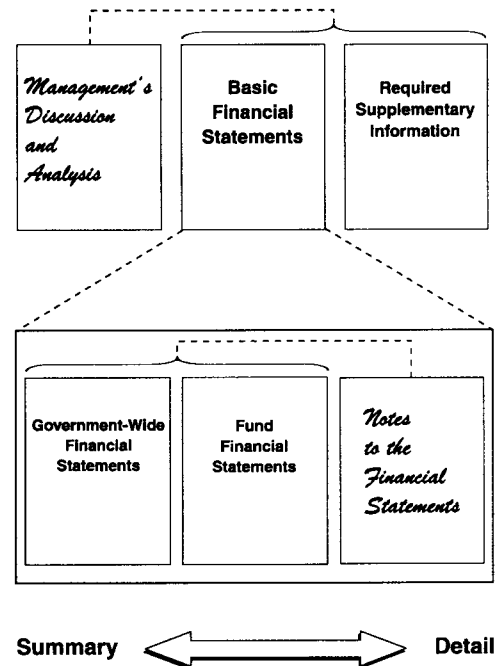 Management's
Discussion
and
Analysis
Basic
Financial
Statements
Required
Supplementary
Information
Government-Wide
Financial
Statements
Fund
Financial
Statements
Notes
to the
Financial
Statements
Summary
Detail